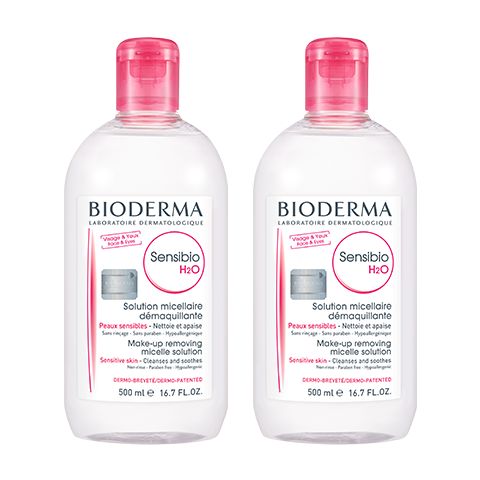 BIODERMA
LABORATOIRE DERMATOLOGIQUE
Visage & Yeux
Face & Eyes
Sensibio
H2O
Solution micellaire
démaquillante
Peaux sensibles - Nettoie et apaise
Sans rinçage - Sans paraben - Hypoallergénique
Make-up removing
micelle solution
Sensitive skin - Cleanses and soothes
Non-rinse - Paraben free - Hypoallergenic
DERMO-BREVETÉ/DERMO-PATENTED
500 ml e 16.7 FL.OZ.
BIODERMA
LABORATOIRE DERMATOLOGIQUE
Visage & Yeux
Face & Eyes
Sensibio
H2O
Solution micellaire
démaquillante
Peaux sensibles - Nettoie et apaise
Sans rinçage - Sans paraben - Hypoallergénique
Make-up removing
micelle solution
Sensitive skin - Cleanses and soothes
Non-rinse - Paraben free - Hypoallergenic
DERMO-BREVETÉ/DERMO-PATENTED
500 ml e 16.7 FL.OZ.